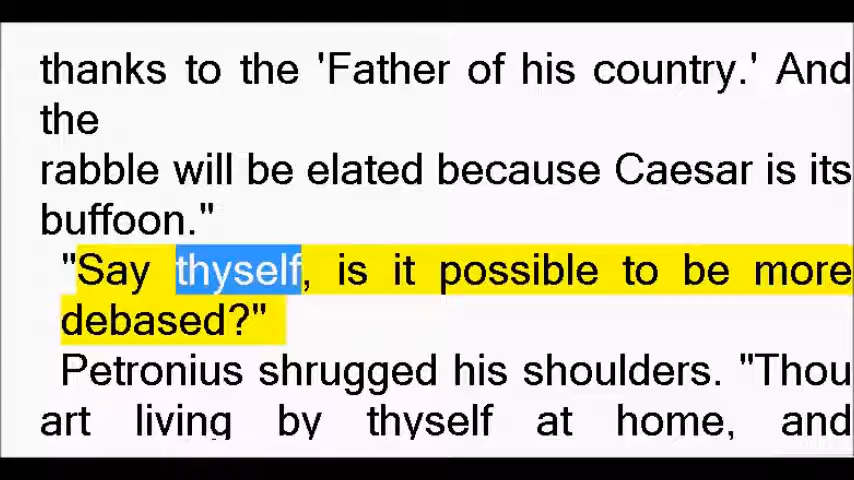 thanks to the 'Father of his country.' And
the
rabble will be elated because Caesar is its
buffoon."
"Say thyself, is it possible to be more
debased?"
Petronius shrugged his shoulders. "Thou
art living by thyself at home, and